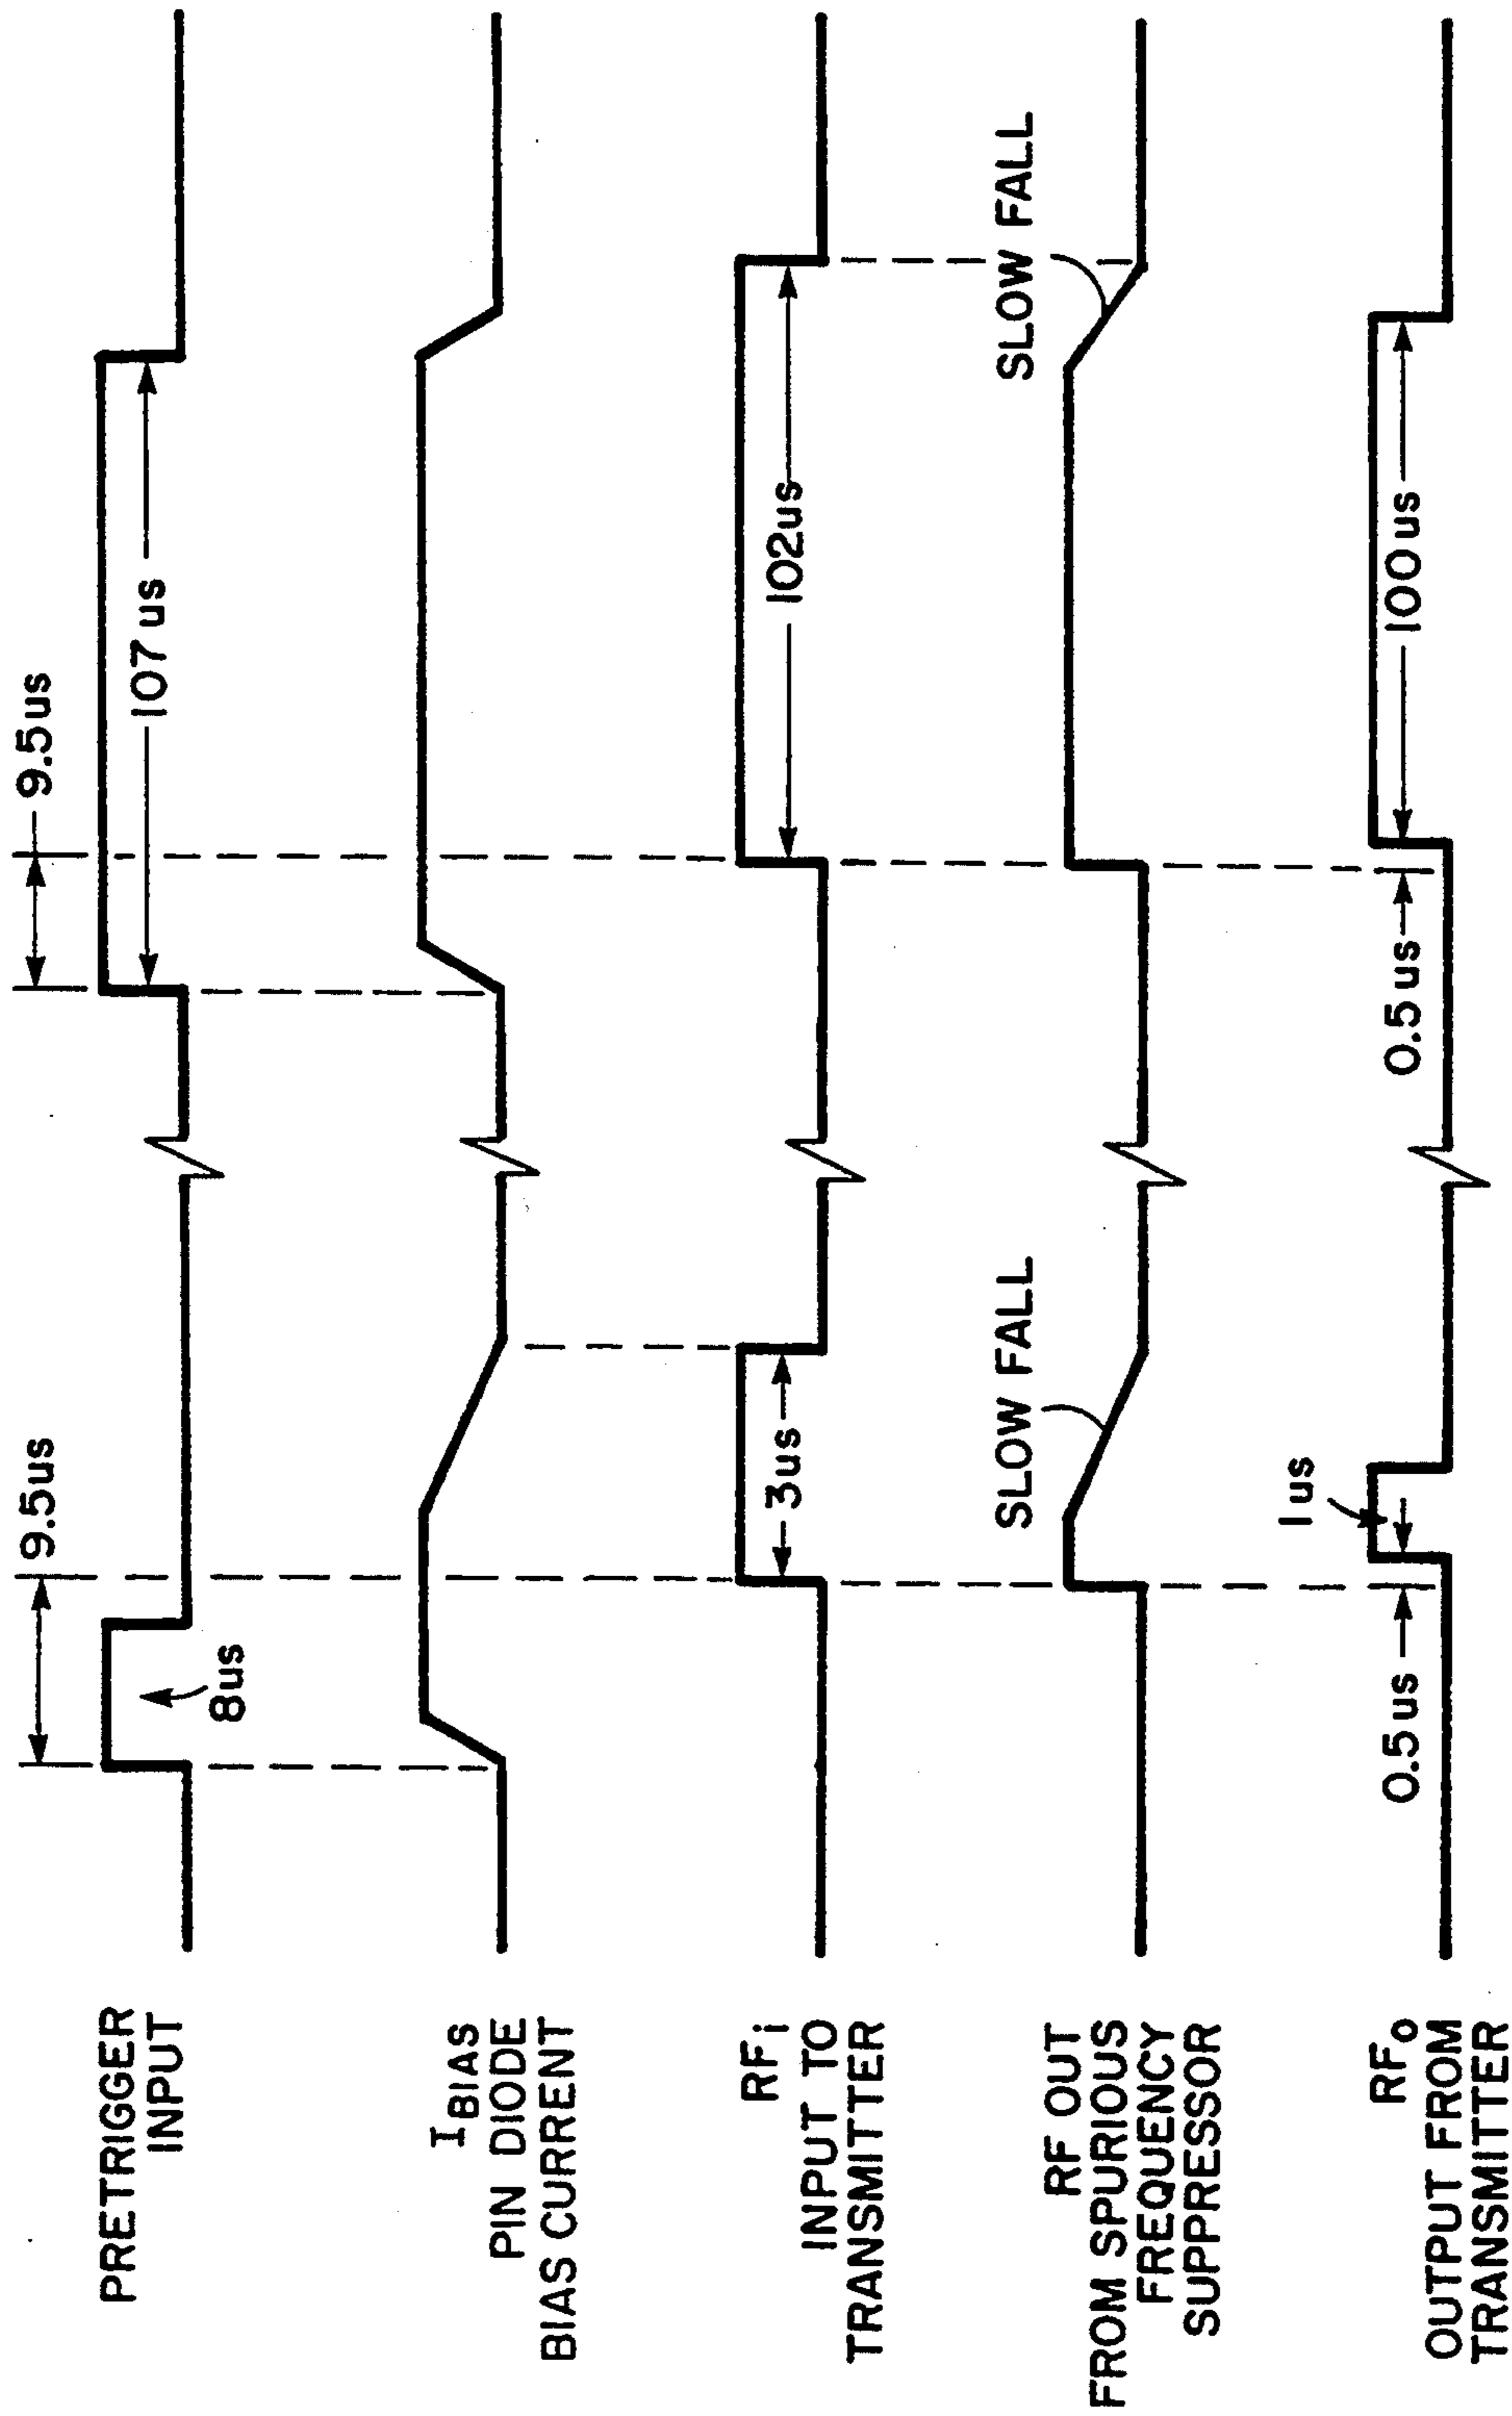 PRETRIGGER
INPUT
9.5us
8us
9.5us
107us
I BIAS
PIN DIODE
BIAS CURRENT
RFi
INPUT TO
TRANSMITTER
3us
102us
RF OUT
FROM SPURIOUS
FREQUENCY
SUPPRESSOR
SLOW FALL
SLOW FALL
RFo
OUTPUT FROM
TRANSMITTER
0.5us
1us
0.5us
100us